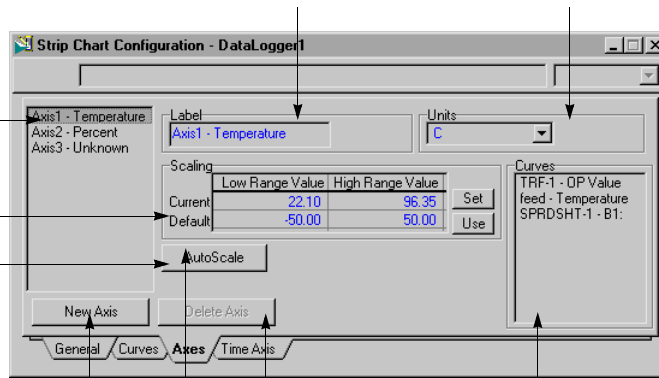 Strip Chart Configuration - DataLogger1
Axis1 - Temperature
Axis2 - Percent
Axis3 - Unknown
Label
Axis1 - Temperature
Units
C
Scaling
Low Range Value High Range Value
Current 22.10 96.35 Set
Default -50.00 50.00 Use
AutoScale
Curves
TRF-1 - OP Value
feed - Temperature
SPRDSHT-1 - B1:
New Axis Delete Axis
General Curves Axes Time Axis